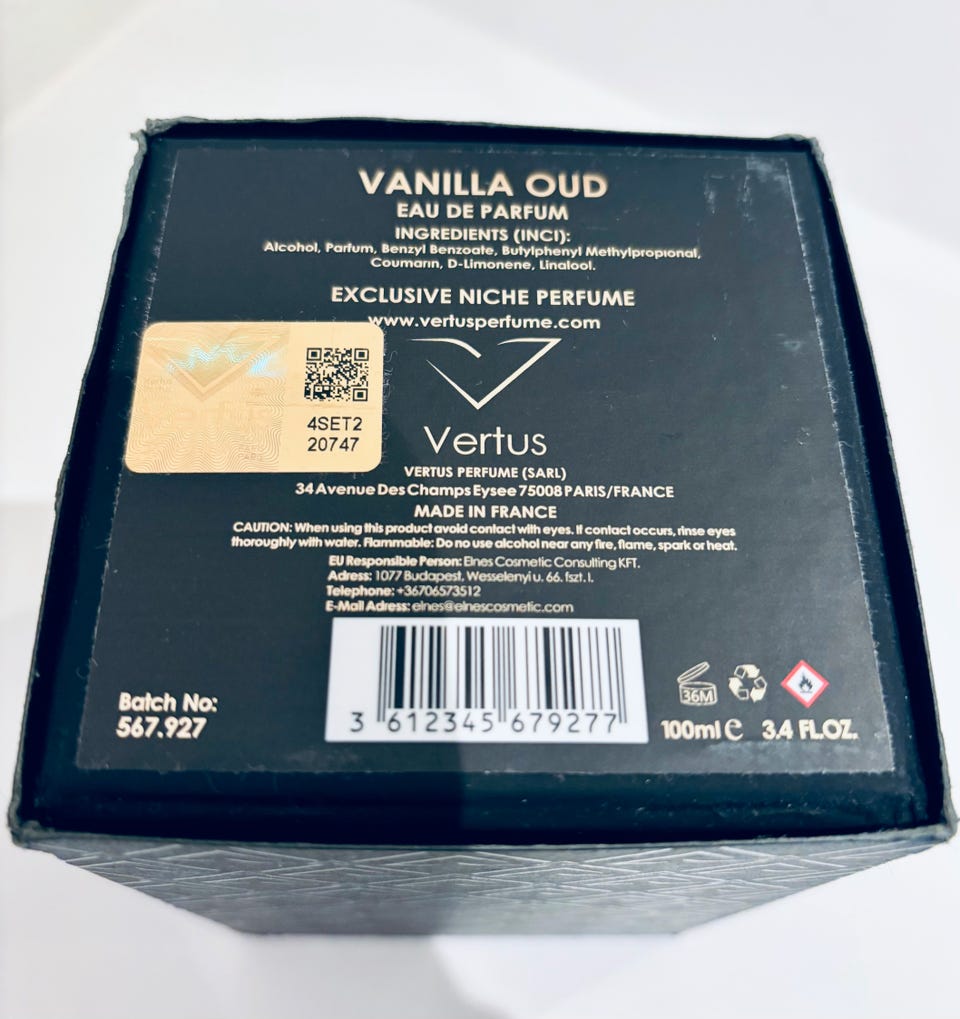 VANILLA OUD
EAU DE PARFUM
INGREDIENTS (INCI):
Alcohol, Parfum, Benzyl Benzoate, Butylphenyl Methylpropional,
Coumarin, D-Limonene, Linalool.
EXCLUSIVE NICHE PERFUME
www.vertusperfume.com
4SET2
20747
Vertus
VERTUS PERFUME (SARL)
34 Avenue Des Champs Eysee 75008 PARIS/FRANCE
MADE IN FRANCE
CAUTION: When using this product avoid contact with eyes. If contact occurs, rinse eyes
thoroughly with water. Flammable: Do no use alcohol near any fire, flame, spark or heat.
EU Responsible Person: Elnes Cosmetic Consulting KFT.
Adress: 1077 Budapest, Wesselenyi u. 66. fszt. I.
Telephone: +36706573512
E-Mail Adress: elnes@elnescosmetic.com
Batch No:
567.927
3 612345 679277
36M
100ml e 3.4 FL.OZ.